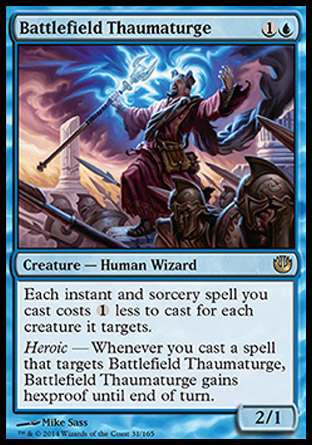 Battlefield Thaumaturge 1
Creature — Human Wizard
Each instant and sorcery spell you
cast costs 1 less to cast for each
creature it targets.
Heroic — Whenever you cast a spell
that targets Battlefield Thaumaturge,
Battlefield Thaumaturge gains
hexproof until end of turn.
2/1
Mike Sass
™ & © 2014 Wizards of the Coast 31/165